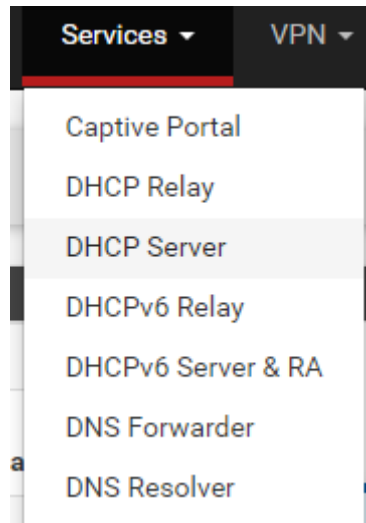 Services VPN
Captive Portal
DHCP Relay
DHCP Server
DHCPv6 Relay
DHCPv6 Server & RA
a DNS Forwarder
DNS Resolver